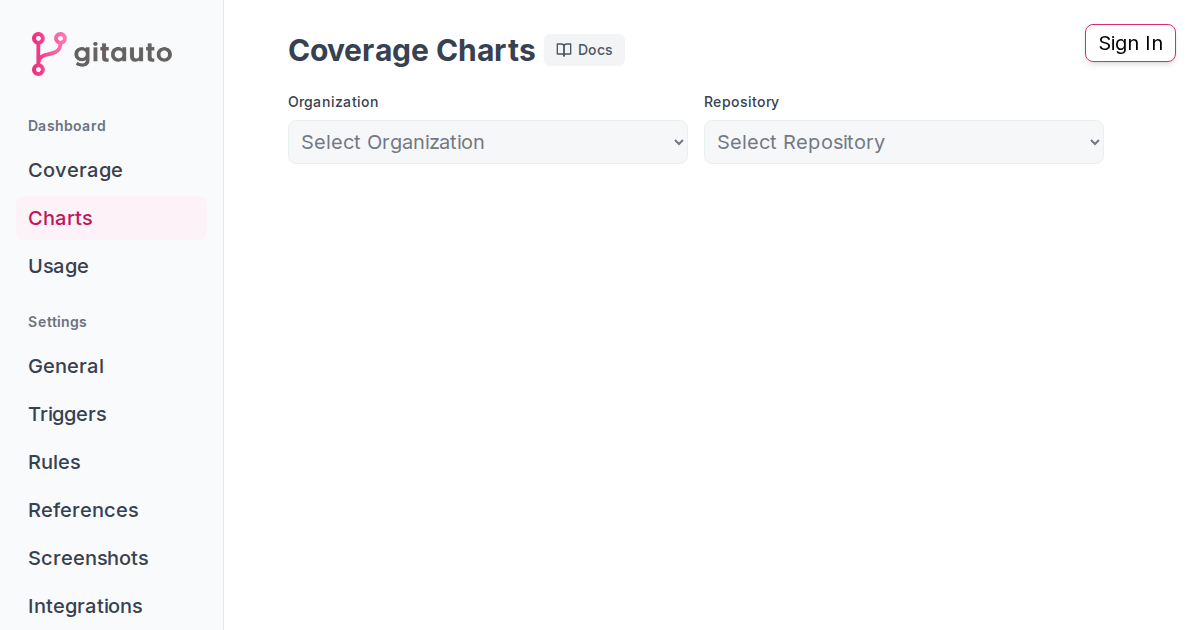 gitauto
Dashboard
Coverage
Charts
Usage
Settings
General
Triggers
Rules
References
Screenshots
Integrations
Coverage Charts
Docs
Sign In
Organization
Repository
Select Organization
Select Repository